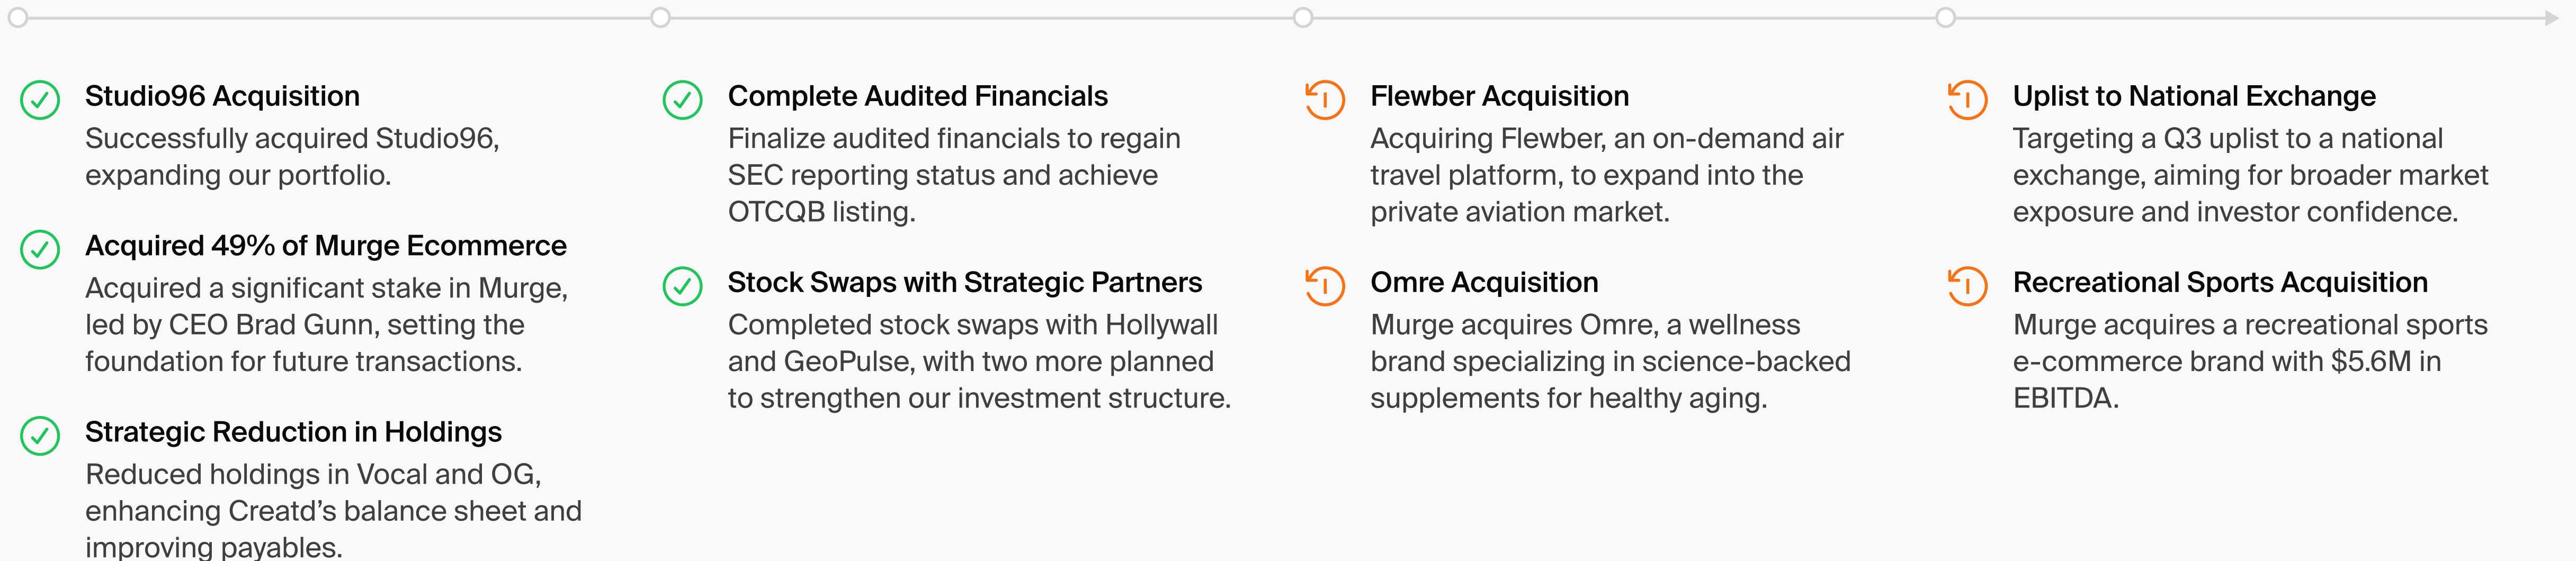 Studio96 Acquisition
Successfully acquired Studio96,
expanding our portfolio.
Acquired 49% of Murge Ecommerce
Acquired a significant stake in Murge,
led by CEO Brad Gunn, setting the
foundation for future transactions.
Strategic Reduction in Holdings
Reduced holdings in Vocal and OG,
enhancing Creatd’s balance sheet and
improving payables.
Complete Audited Financials
Finalize audited financials to regain
SEC reporting status and achieve
OTCQB listing.
Stock Swaps with Strategic Partners
Completed stock swaps with Hollywall
and GeoPulse, with two more planned
to strengthen our investment structure.
Flewber Acquisition
Acquiring Flewber, an on-demand air
travel platform, to expand into the
private aviation market.
Omre Acquisition
Murge acquires Omre, a wellness
brand specializing in science-backed
supplements for healthy aging.
Uplist to National Exchange
Targeting a Q3 uplist to a national
exchange, aiming for broader market
exposure and investor confidence.
Recreational Sports Acquisition
Murge acquires a recreational sports
e-commerce brand with $5.6M in
EBITDA.